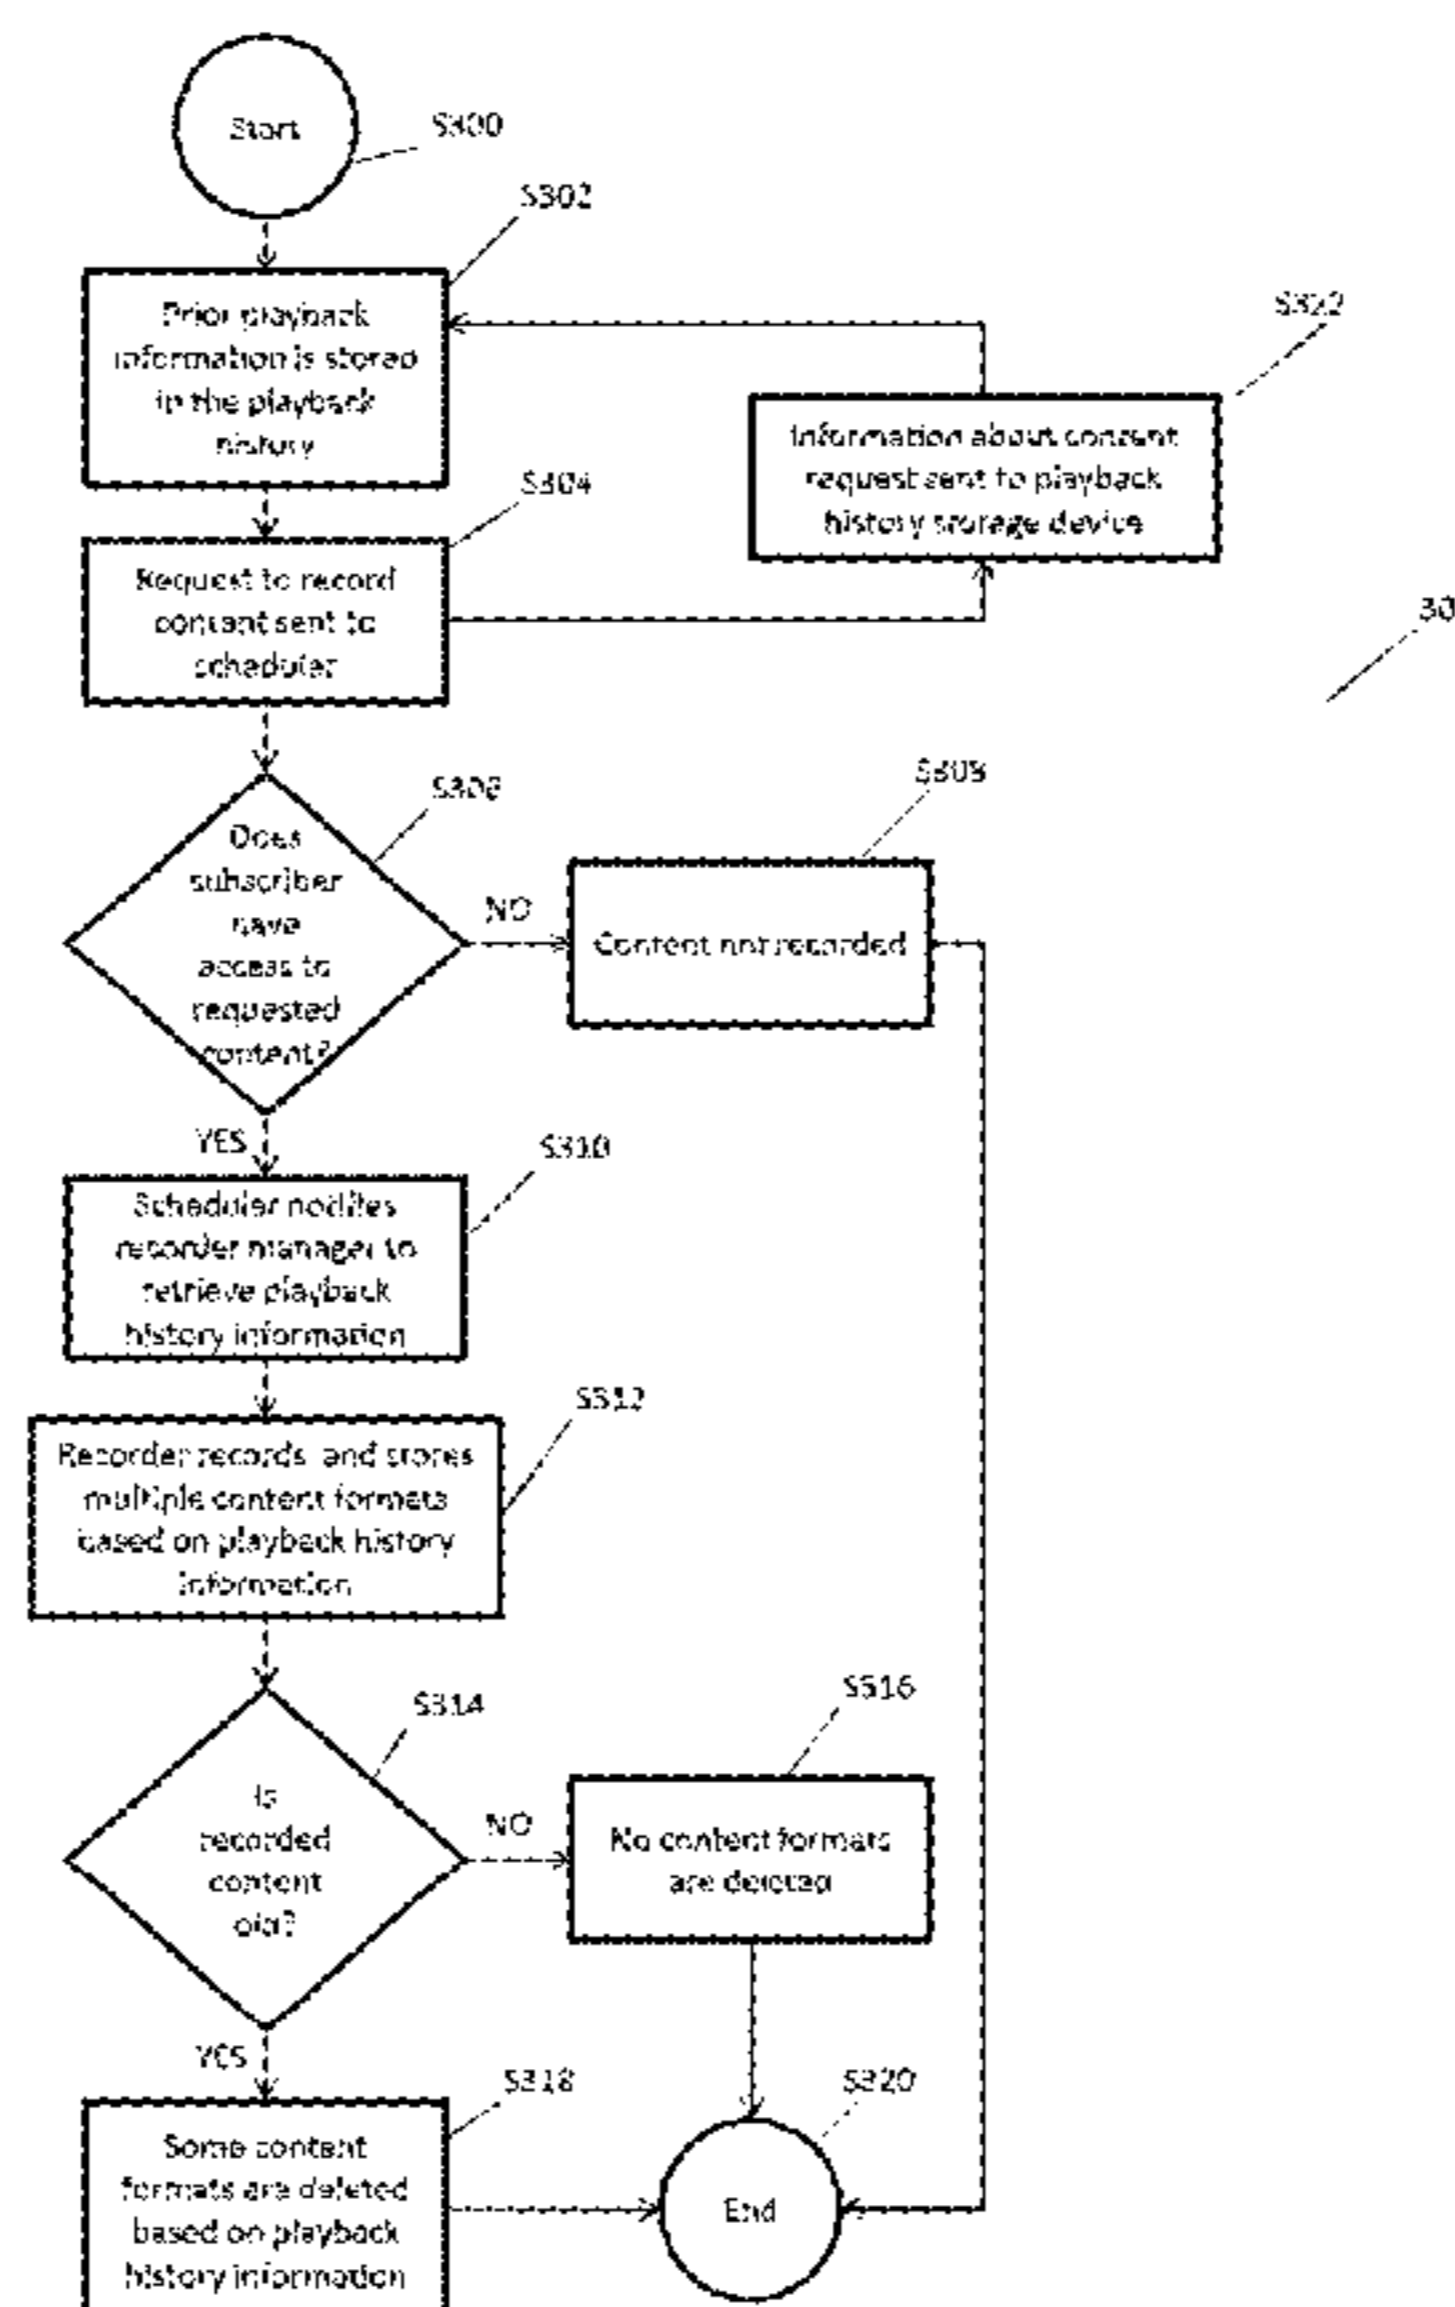 Start
S300
S302
Prior playback
information is stored
in the playback
history
S322
Information about content
request sent to playback
history storage device
S304
Request to record
content sent to
scheduler
30
S306
Does
subscriber
have
access to
requested
content?
NO
S308
Content not recorded
YES
S310
Scheduler notifies
recorder manager to
retrieve playback
history information
S312
Recorder records and stores
multiple content formats
based on playback history
information
S314
Is
recorded
content
old?
NO
S316
No content formats
are deleted
YES
S318
Some content
formats are deleted
based on playback
history information
S320
End